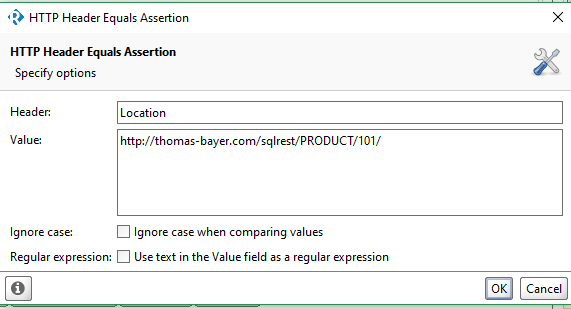 HTTP Header Equals Assertion
HTTP Header Equals Assertion
Specify options
Header: Location
Value: http://thomas-bayer.com/sqlrest/PRODUCT/101/
Ignore case: Ignore case when comparing values
Regular expression: Use text in the Value field as a regular expression
OK Cancel